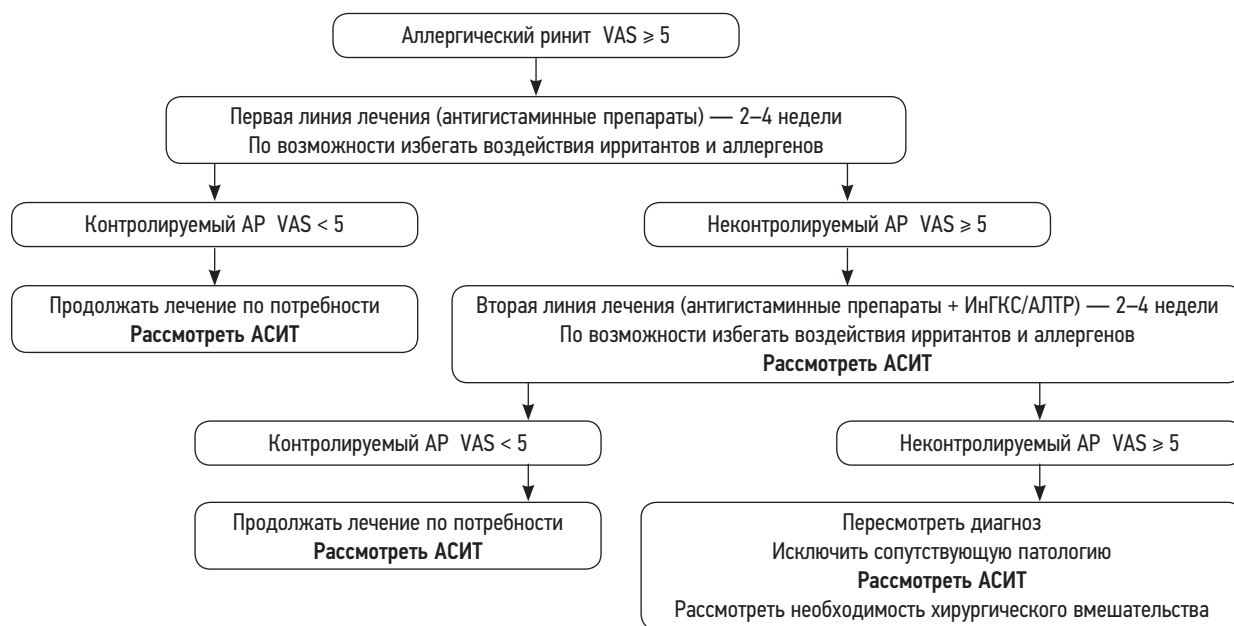 Аллергический ринит VAS ⩾ 5
Первая линия лечения (антигистаминные препараты) — 2–4 недели
По возможности избегать воздействия ирритантов и аллергенов
Контролируемый АР VAS < 5
Неконтролируемый АР VAS ⩾ 5
Продолжать лечение по потребности
Рассмотреть АСИТ
Вторая линия лечения (антигистаминные препараты + ИнГКС/АЛТР) — 2–4 недели
По возможности избегать воздействия ирритантов и аллергенов
Рассмотреть АСИТ
Контролируемый АР VAS < 5
Неконтролируемый АР VAS ⩾ 5
Продолжать лечение по потребности
Рассмотреть АСИТ
Пересмотреть диагноз
Исключить сопутствующую патологию
Рассмотреть АСИТ
Рассмотреть необходимость хирургического вмешательства